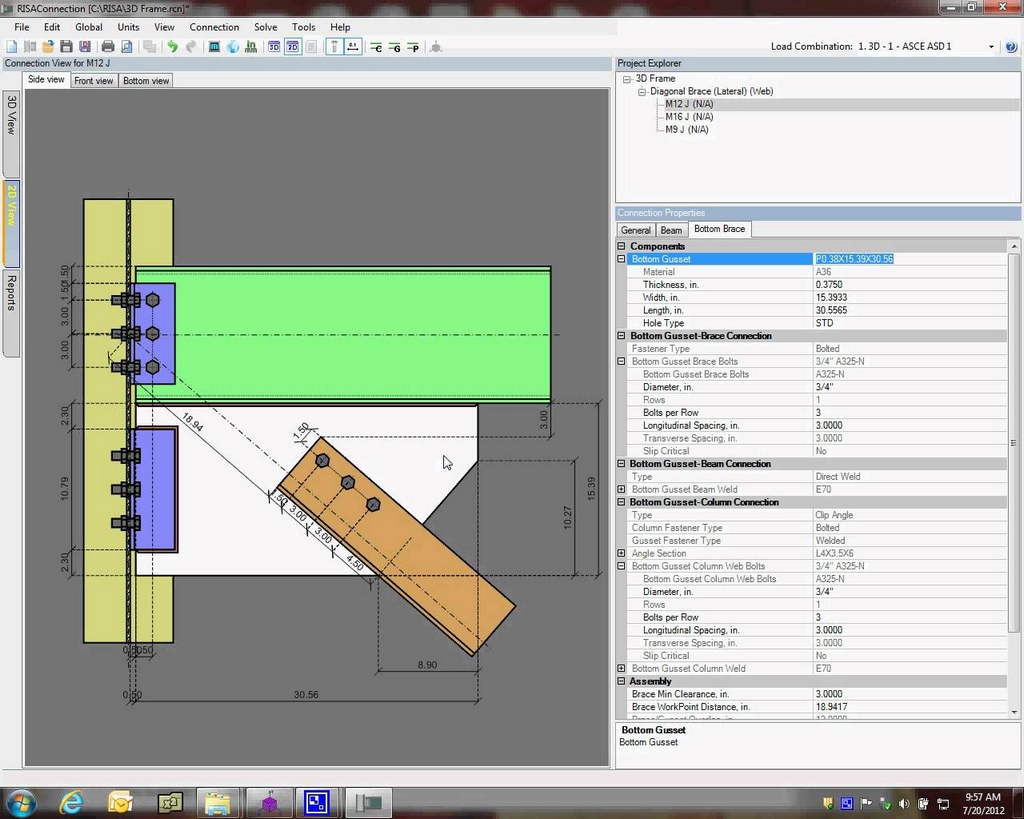 RISAConnection [C:\RISA\3D Frame.rcn]*
File Edit Global Units View Connection Solve Tools Help
Load Combination: 1. 3D - 1 - ASCE ASD1
Connection View for M12 J
Side view Front view Bottom view
3D View
2D View
Reports
1.50
1.50
3.00
3.00
2.30
10.79
2.30
18.94
1.50
3.00
3.00
4.50
3.00
10.27
15.39
8.90
0.50
30.56
Project Explorer
3D Frame
Diagonal Brace (Lateral) (Web)
M12 J (N/A)
M16 J (N/A)
M9 J (N/A)
Connection Properties
General Beam Bottom Brace
Components
Bottom Gusset P0.38X15.39X30.56
Material A36
Thickness, in. 0.3750
Width, in. 15.3933
Length, in. 30.5565
Hole Type STD
Bottom Gusset-Brace Connection
Fastener Type Bolted
Bottom Gusset Brace Bolts 3/4" A325-N
Bottom Gusset Brace Bolts A325-N
Diameter, in. 3/4"
Rows 1
Bolts per Row 3
Longitudinal Spacing, in. 3.0000
Transverse Spacing, in. 3.0000
Slip Critical No
Bottom Gusset-Beam Connection
Type Direct Weld
Bottom Gusset Beam Weld E70
Bottom Gusset-Column Connection
Type Clip Angle
Column Fastener Type Bolted
Gusset Fastener Type Welded
Angle Section L4X3.5X6
Bottom Gusset Column Web Bolts 3/4" A325-N
Bottom Gusset Column Web Bolts A325-N
Diameter, in. 3/4"
Rows 1
Bolts per Row 3
Longitudinal Spacing, in. 3.0000
Transverse Spacing, in. 3.0000
Slip Critical No
Bottom Gusset Column Weld E70
Assembly
Brace Min Clearance, in. 3.0000
Brace WorkPoint Distance, in. 18.9417
Bottom Gusset
Bottom Gusset
9:57 AM
7/20/2012